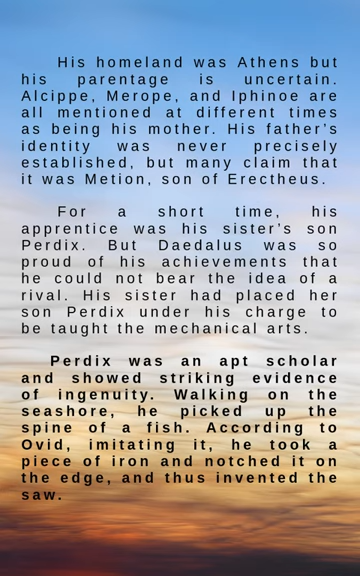 His homeland was Athens but
his parentage is uncertain.
Alcippe, Merope, and Iphinoe are
all mentioned at different times
as being his mother. His father's
identity was never precisely
established, but many claim that
it was Metion, son of Erectheus.
For a short time, his
apprentice was his sister's son
Perdix. But Daedalus was so
proud of his achievements that
he could not bear the idea of a
rival. His sister had placed her
son Perdix under his charge to
be taught the mechanical arts.
Perdix was an apt scholar
and showed striking evidence
of ingenuity. Walking on the
seashore, he picked up the
spine of a fish. According to
Ovid, imitating it, he took a
piece of iron and notched it on
the edge, and thus invented the
saw.